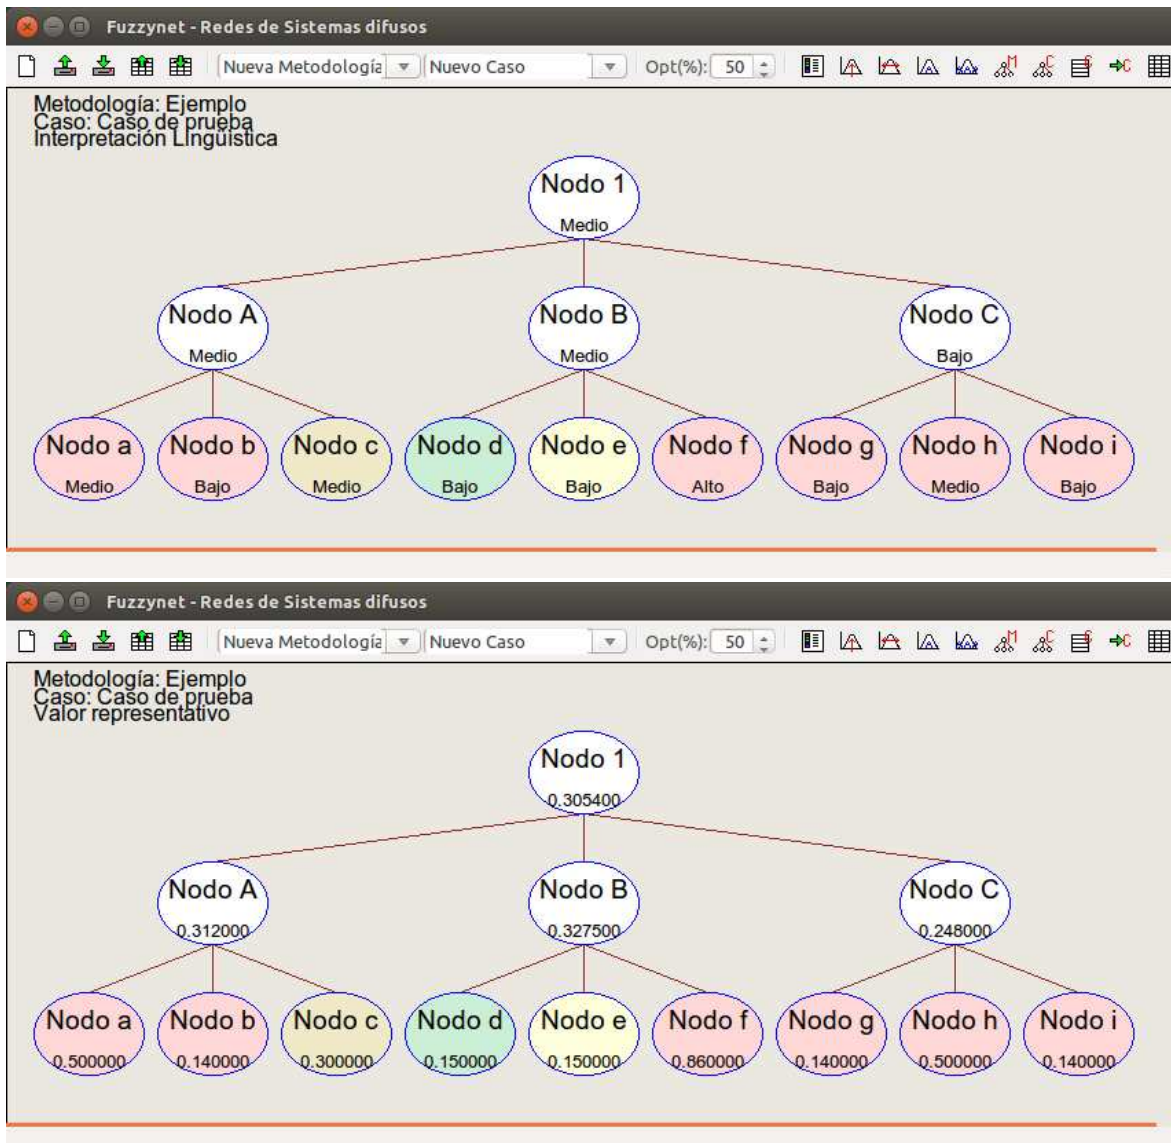 Fuzzynet - Redes de Sistemas difusos
Nueva Metodología Nuevo Caso Opt(%): 50
Metodología: Ejemplo
Caso: Caso de prueba
Interpretación LIngüística
Nodo 1
Medio
Nodo A Nodo B Nodo C
Medio Medio Bajo
Nodo a Nodo b Nodo c Nodo d Nodo e Nodo f Nodo g Nodo h Nodo i
Medio Bajo Medio Bajo Bajo Alto Bajo Medio Bajo
Fuzzynet - Redes de Sistemas difusos
Nueva Metodología Nuevo Caso Opt(%): 50
Metodología: Ejemplo
Caso: Caso de prueba
Valor representativo
Nodo 1
0.305400
Nodo A Nodo B Nodo C
0.312000 0.327500 0.248000
Nodo a Nodo b Nodo c Nodo d Nodo e Nodo f Nodo g Nodo h Nodo i
0.500000 0.140000 0.300000 0.150000 0.150000 0.860000 0.140000 0.500000 0.140000